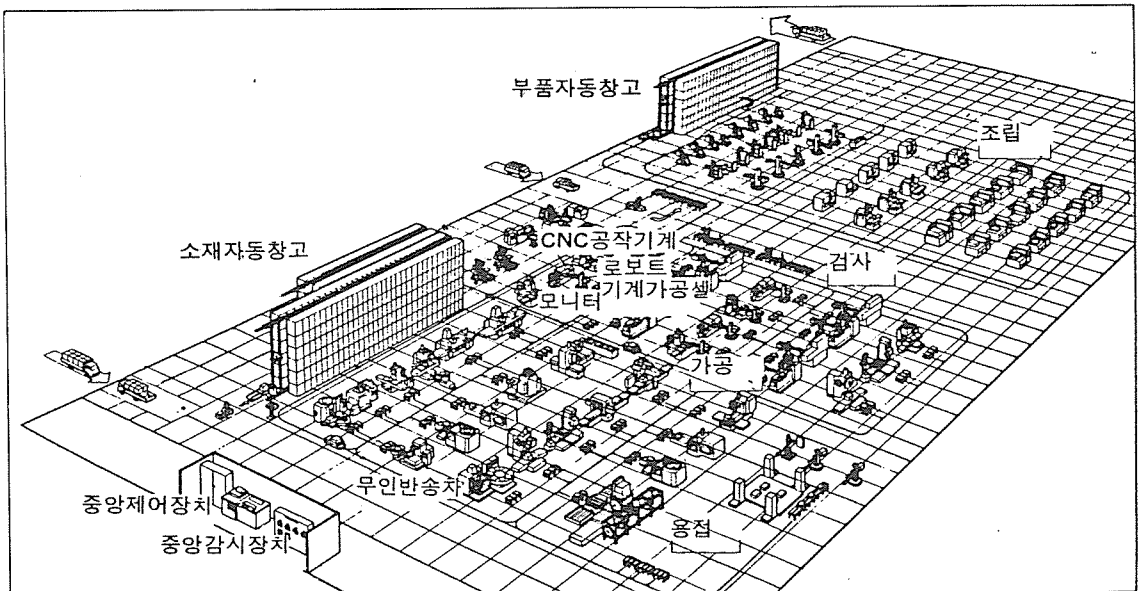 부품자동창고
조립
소재자동창고
CNC공작기계
로보트
기계가공셀
모니터
검사
가공
무인반송차
중앙제어장치
중앙감시장치
용접